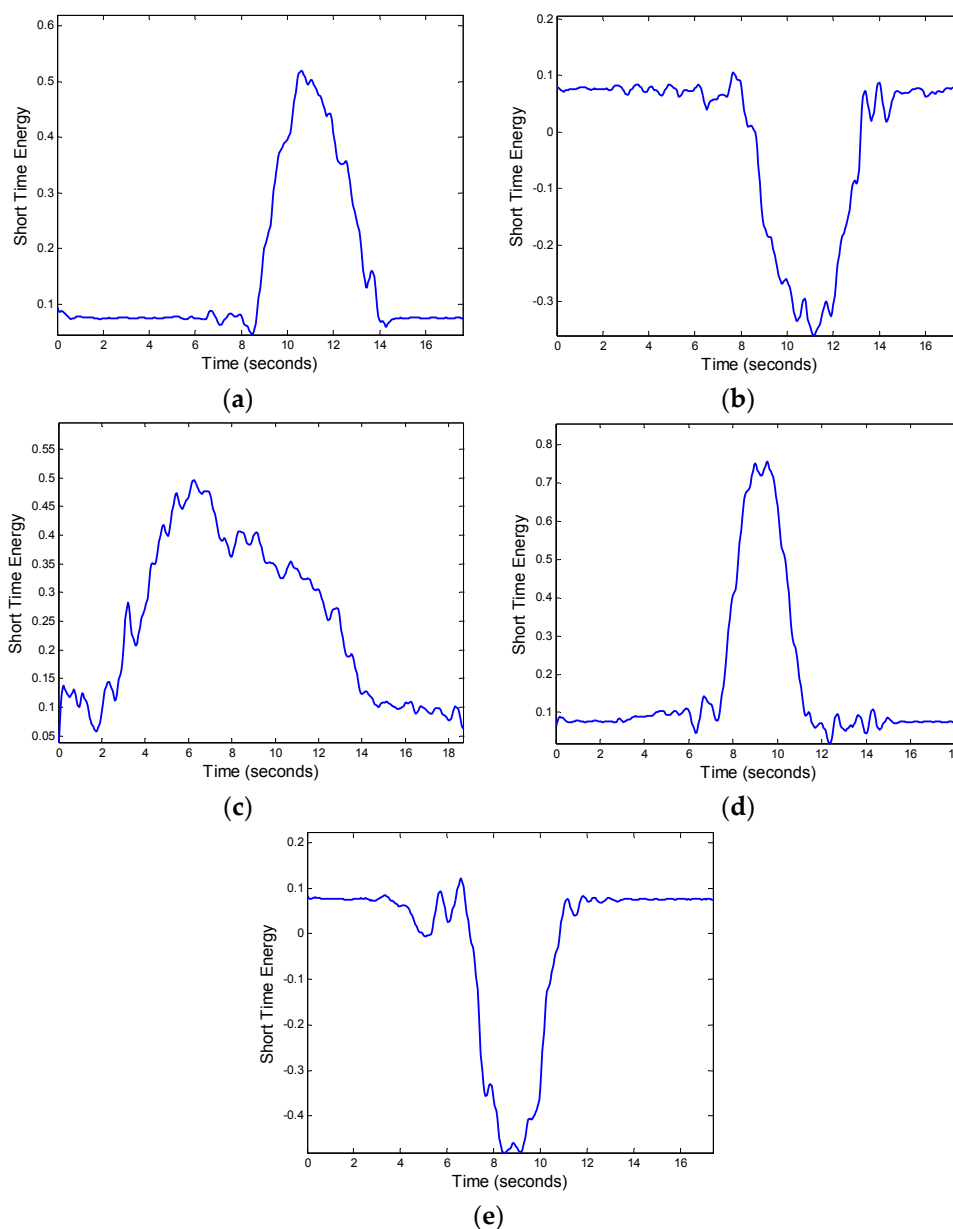 0.6
0.5
0.4
0.3
0.2
0.1
Short Time Energy
0 2 4 6 8 10 12 14 16
Time (seconds)
(a)
0.2
0.1
0
-0.1
-0.2
-0.3
Short Time Energy
0 2 4 6 8 10 12 14 16
Time (seconds)
(b)
0.55
0.5
0.45
0.4
0.35
0.3
0.25
0.2
0.15
0.1
0.05
Short Time Energy
0 2 4 6 8 10 12 14 16 18
Time (seconds)
(c)
0.8
0.7
0.6
0.5
0.4
0.3
0.2
0.1
Short Time Energy
0 2 4 6 8 10 12 14 16
Time (seconds)
(d)
0.2
0.1
0
-0.1
-0.2
-0.3
-0.4
Short Time Energy
0 2 4 6 8 10 12 14 16
Time (seconds)
(e)